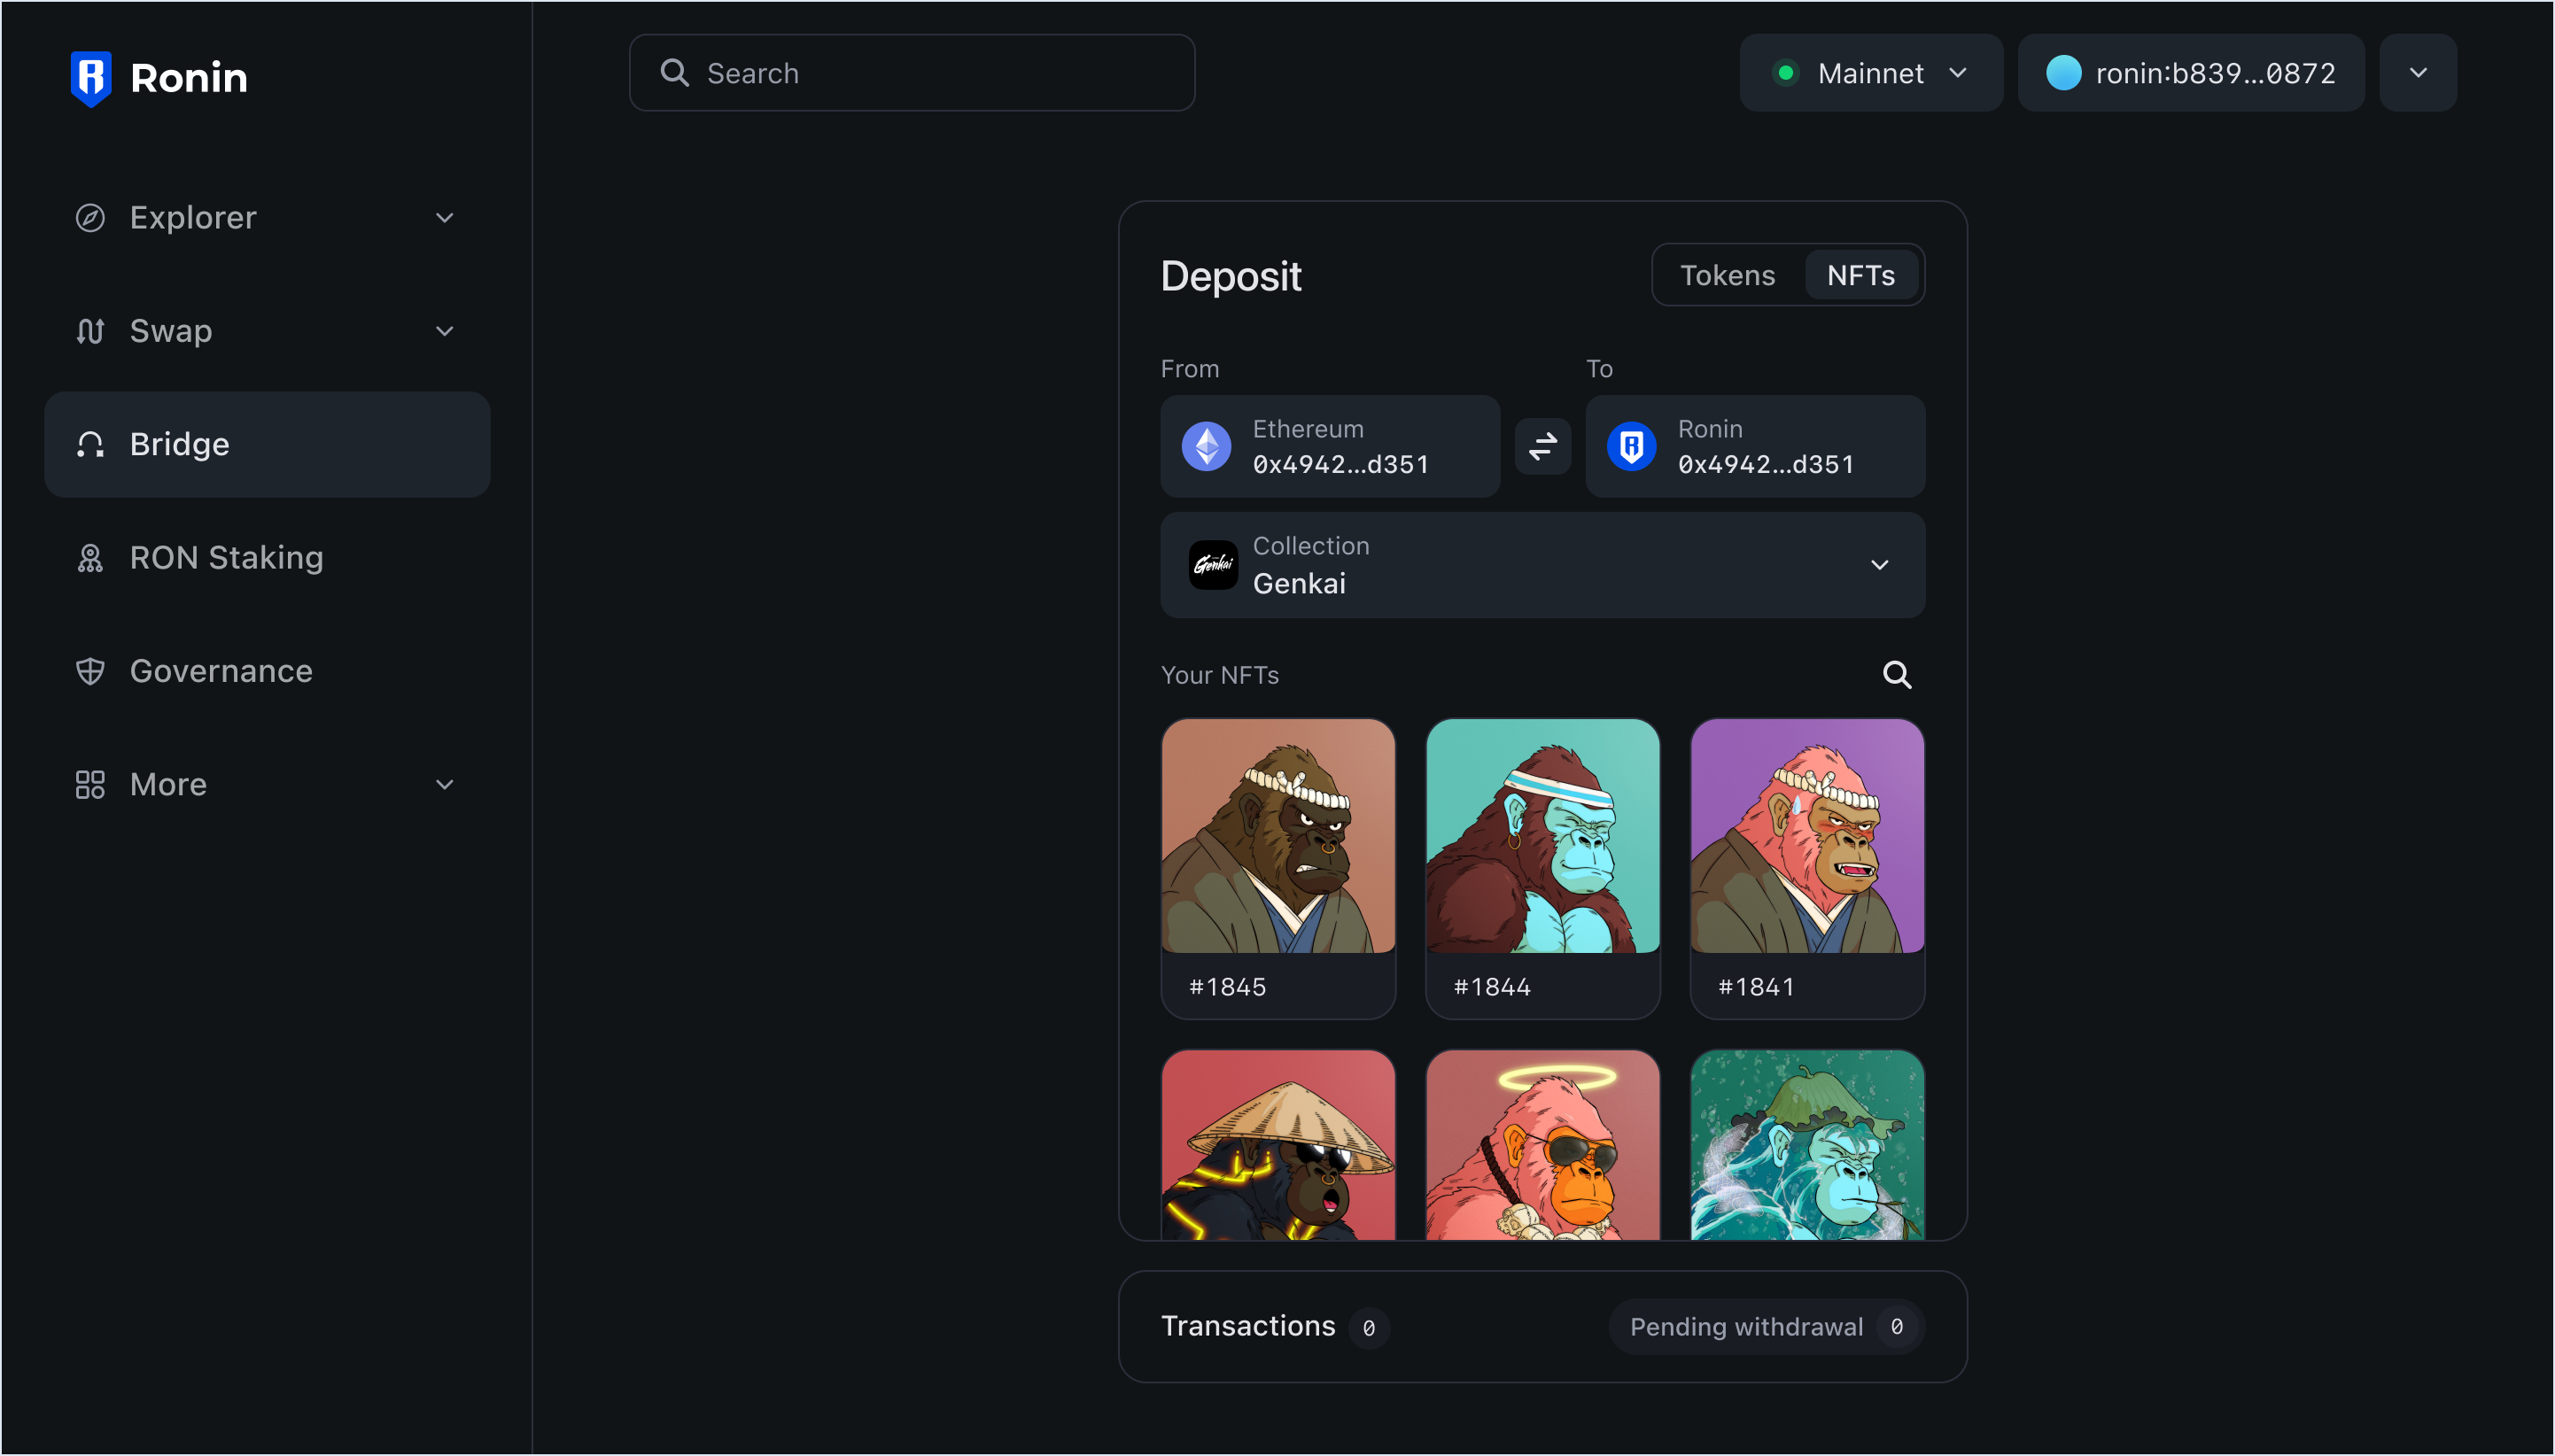 Ronin
Search
Mainnet
ronin:b839...0872
Explorer
Swap
Bridge
RON Staking
Governance
More
Deposit
Tokens
NFTs
From
To
Ethereum
0x4942...d351
Ronin
0x4942...d351
Genkai
Collection
Genkai
Your NFTs
#1845
#1844
#1841
Transactions 0
Pending withdrawal 0